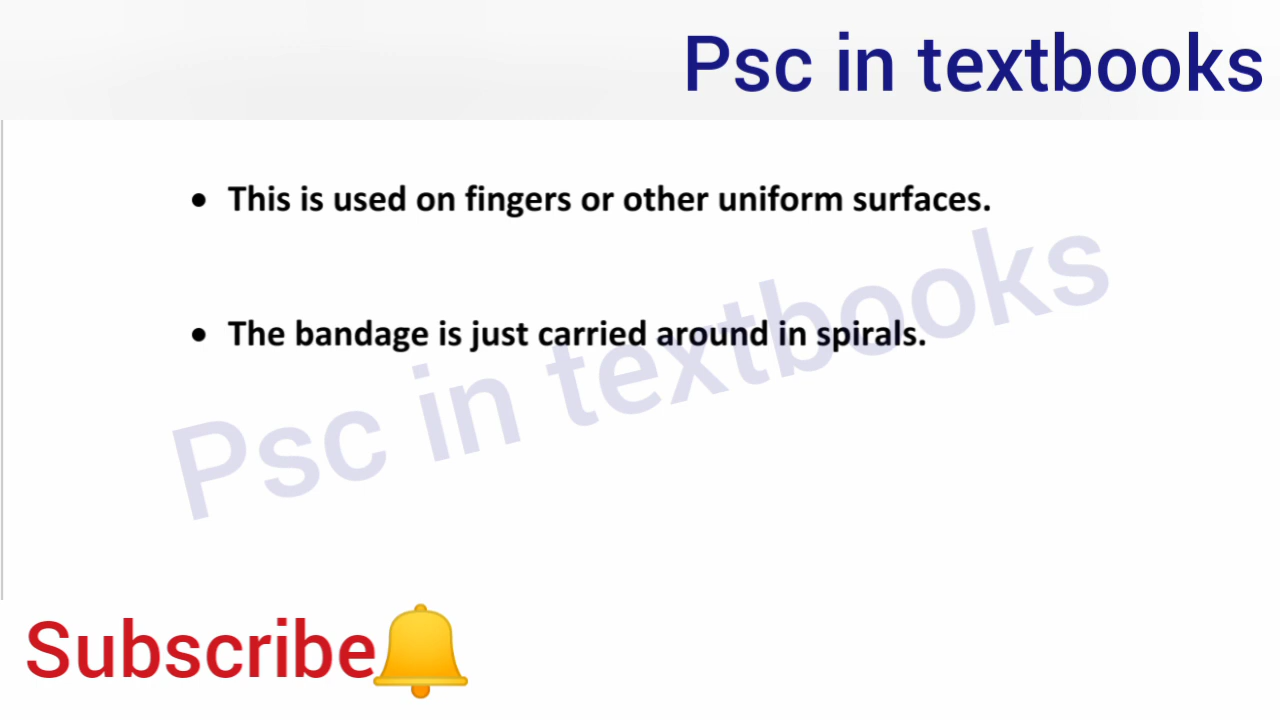 Psc in textbooks
• This is used on fingers or other uniform surfaces.
• The bandage is just carried around in spirals.
Psc in textbooks
Subscribe🔔